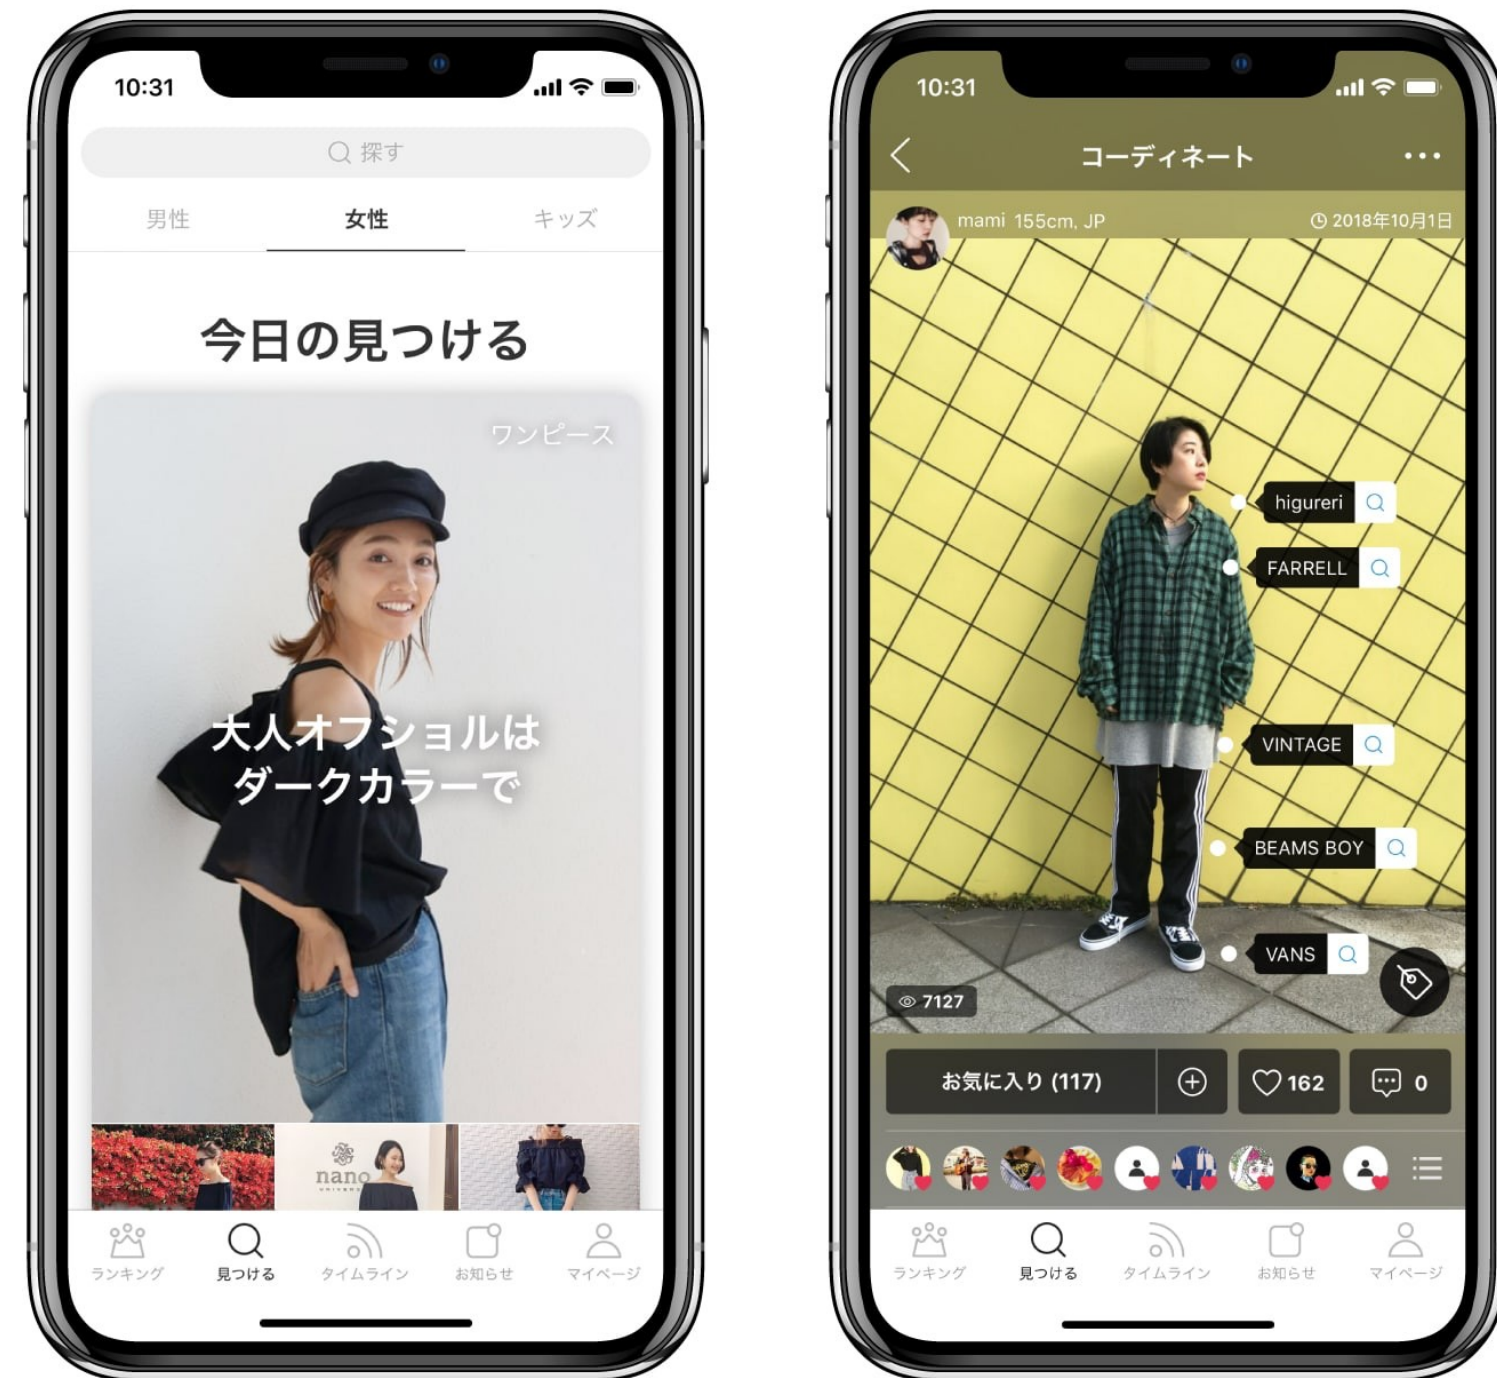 10:31
探す
男性
女性
キッズ
今日の見つける
ワンピース
大人オフショルは
ダークカラーで
nano
UNIVERSE
ランキング
見つける
タイムライン
お知らせ
マイページ
10:31
コーディネート
mami 155cm, JP
2018年10月1日
higureri
FARRELL
VINTAGE
BEAMS BOY
VANS
7127
お気に入り (117)
162
0
ランキング
見つける
タイムライン
お知らせ
マイページ